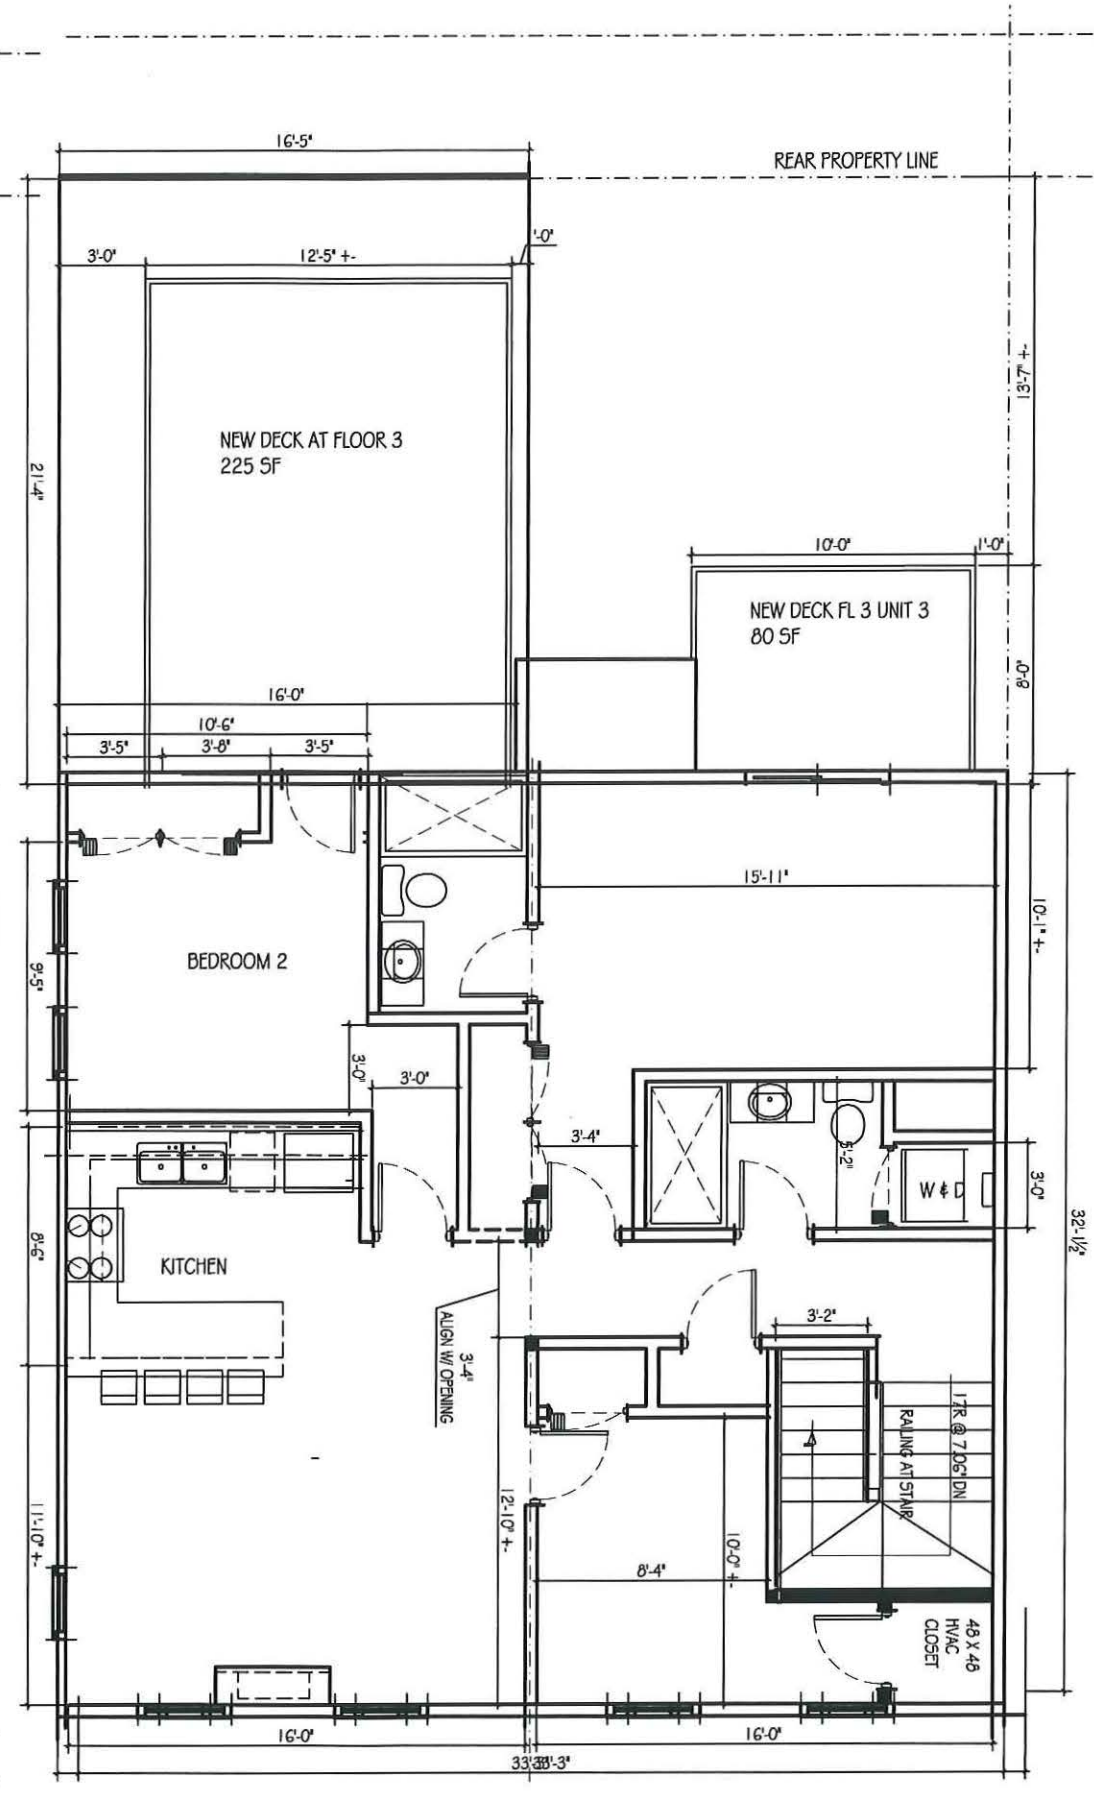 16'-5"
REAR PROPERTY LINE
'-0"
3'-0"
12'-5" +-
13'-7" +-
NEW DECK AT FLOOR 3
225 SF
21'-4"
10'-0"
1'-0"
NEW DECK FL 3 UNIT 3
80 SF
8'-0"
16'-0"
10'-6"
3'-5"
3'-8"
3'-5"
15'-11"
10'-1" +-
BEDROOM 2
9'-5"
3'-0"
3'-0"
3'-4"
5'-2"
W & D
3'-0"
32'-½"
8'-6"
KITCHEN
3'-2"
3'-4"
ALIGN W/ OPENING
17R @ 7.06" DN
RAILING AT STAIR
11'-10" +-
12'-10" +-
10'-0" +-
8'-4"
48 X 48
HVAC
CLOSET
16'-0"
16'-0"
33'-3"